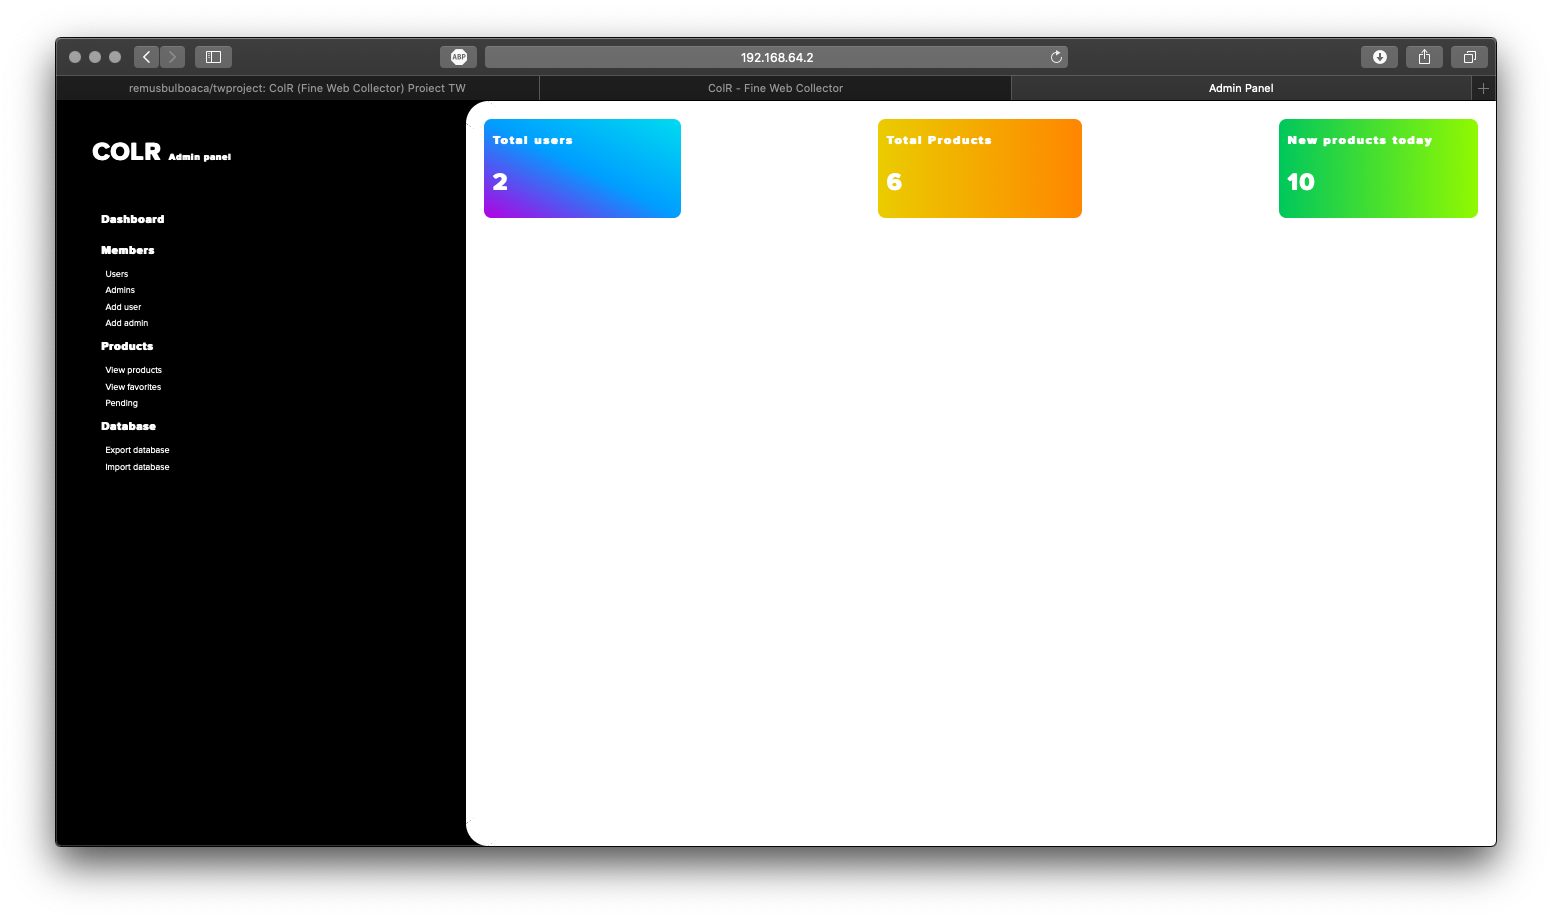 ABP
192.168.64.2
remusbulboaca/twproject: ColR (Fine Web Collector) Proiect TW
ColR - Fine Web Collector
Admin Panel
COLR Admin panel
Dashboard
Members
Users
Admins
Add user
Add admin
Products
View products
View favorites
Pending
Database
Export database
Import database
Total users
2
Total Products
6
New products today
10